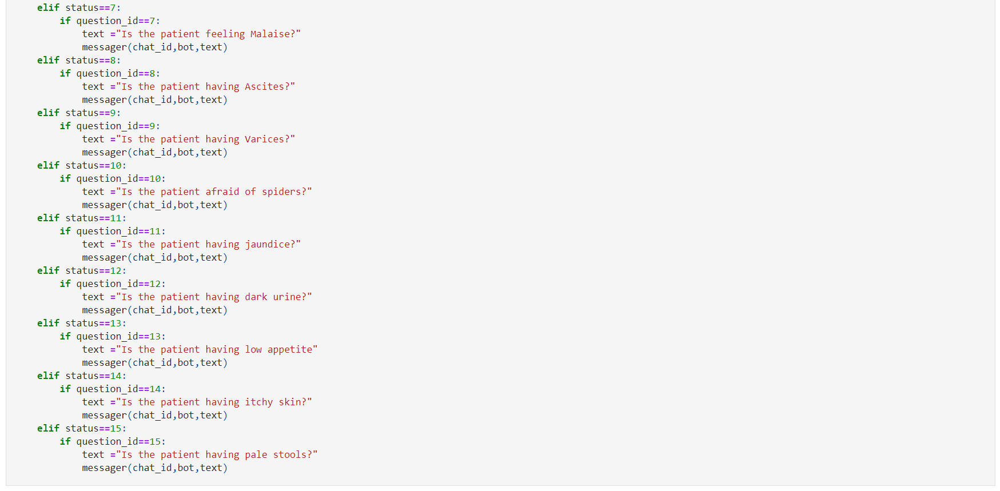 elif status==7:
    if question_id==7:
        text ="Is the patient feeling Malaise?"
        messager(chat_id,bot,text)
elif status==8:
    if question_id==8:
        text ="Is the patient having Ascites?"
        messager(chat_id,bot,text)
elif status==9:
    if question_id==9:
        text ="Is the patient having Varices?"
        messager(chat_id,bot,text)
elif status==10:
    if question_id==10:
        text ="Is the patient afraid of spiders?"
        messager(chat_id,bot,text)
elif status==11:
    if question_id==11:
        text ="Is the patient having jaundice?"
        messager(chat_id,bot,text)
elif status==12:
    if question_id==12:
        text ="Is the patient having dark urine?"
        messager(chat_id,bot,text)
elif status==13:
    if question_id==13:
        text ="Is the patient having low appetite"
        messager(chat_id,bot,text)
elif status==14:
    if question_id==14:
        text ="Is the patient having itchy skin?"
        messager(chat_id,bot,text)
elif status==15:
    if question_id==15:
        text ="Is the patient having pale stools?"
        messager(chat_id,bot,text)